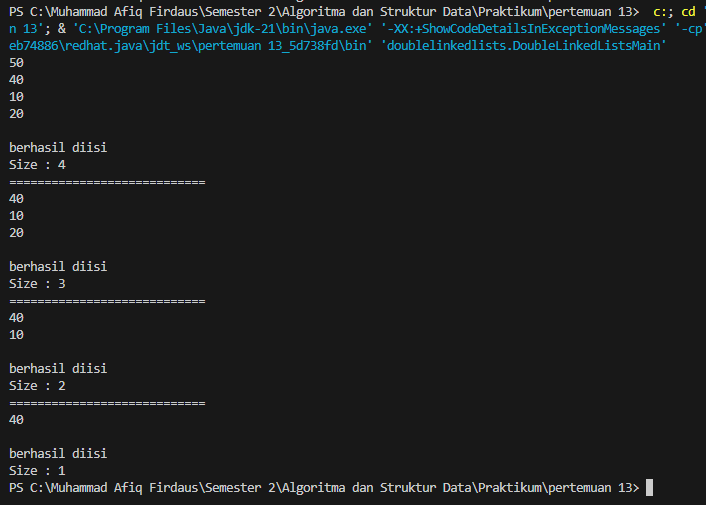 PS C:\Muhammad Afiq Firdaus\Semester 2\Algoritma dan Struktur Data\Praktikum\pertemuan 13>  c:; cd '
n 13'; & 'C:\Program Files\Java\jdk-21\bin\java.exe' '-XX:+ShowCodeDetailsInExceptionMessages' '-cp'
eb74886\redhat.java\jdt_ws\pertemuan 13_5d738fd\bin' 'doublelinkedlists.DoubleLinkedListsMain'
50
40
10
20

berhasil diisi
Size : 4
============================
40
10
20

berhasil diisi
Size : 3
============================
40
10

berhasil diisi
Size : 2
============================
40

berhasil diisi
Size : 1
PS C:\Muhammad Afiq Firdaus\Semester 2\Algoritma dan Struktur Data\Praktikum\pertemuan 13>